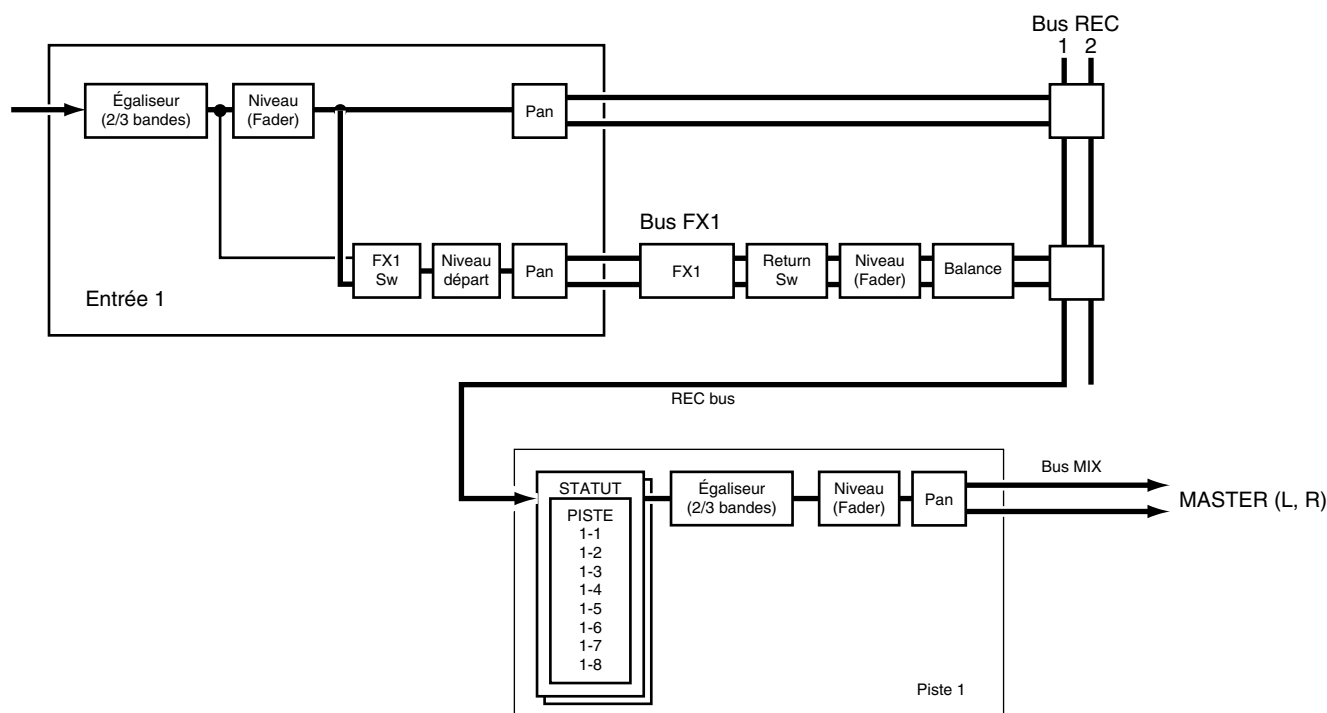 Bus REC
1 2
Égaliseur
(2/3 bandes)
Niveau
(Fader)
Pan
Bus FX1
FX1
Sw
Niveau
départ
Pan
FX1
Return
Sw
Niveau
(Fader)
Balance
Entrée 1
REC bus
STATUT
PISTE
1-1
1-2
1-3
1-4
1-5
1-6
1-7
1-8
Égaliseur
(2/3 bandes)
Niveau
(Fader)
Pan
Bus MIX
MASTER (L, R)
Piste 1